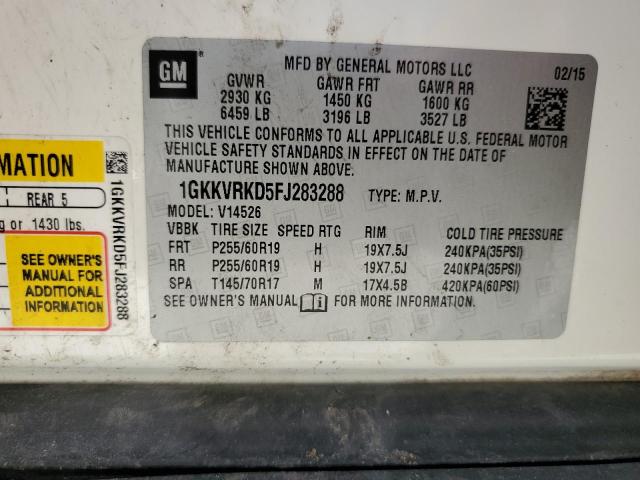 GM
MFD BY GENERAL MOTORS LLC 02/15
GVWR GAWR FRT GAWR RR
2930 KG 1450 KG 1600 KG
6459 LB 3196 LB 3527 LB
THIS VEHICLE CONFORMS TO ALL APPLICABLE U.S. FEDERAL MOTOR
VEHICLE SAFETY STANDARDS IN EFFECT ON THE DATE OF
MANUFACTURE SHOWN ABOVE.
1GKKVRKD5FJ283288 TYPE: M.P.V.
MODEL: V14526
VBBK TIRE SIZE SPEED RTG RIM COLD TIRE PRESSURE
FRT P255/60R19 H 19X7.5J 240KPA(35PSI)
RR P255/60R19 H 19X7.5J 240KPA(35PSI)
SPA T145/70R17 M 17X4.5B 420KPA(60PSI)
SEE OWNER'S MANUAL FOR MORE INFORMATION.
REAR 5
1430 lbs.
SEE OWNER'S
MANUAL FOR
ADDITIONAL
INFORMATION
1GKKVRKD5FJ283288